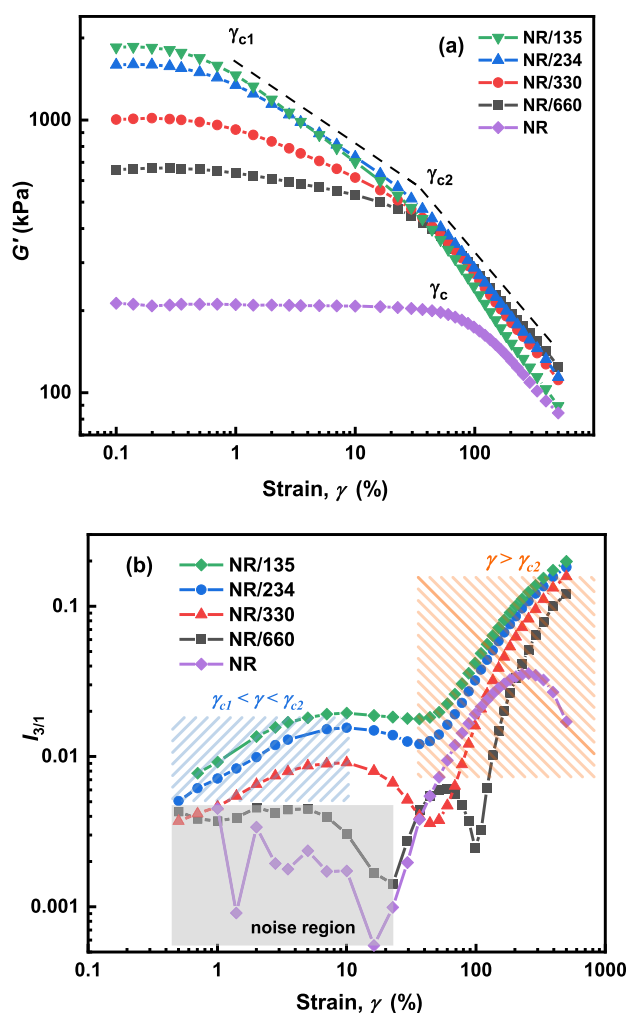 γc1
(a)
NR/135
NR/234
NR/330
NR/660
NR
1000
γc2
G′ (kPa)
γc
100
0.1 1 10 100
Strain, γ (%)
(b)
NR/135
NR/234
NR/330
NR/660
NR
γ > γc2
0.1
γc1 < γ < γc2
I3/1
0.01
0.001
noise region
0.1 1 10 100 1000
Strain, γ (%)